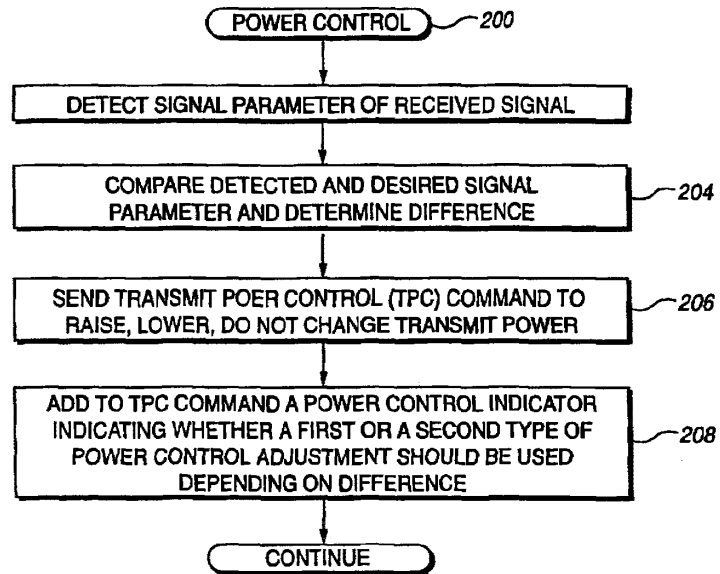 POWER CONTROL
200
DETECT SIGNAL PARAMETER OF RECEIVED SIGNAL
COMPARE DETECTED AND DESIRED SIGNAL
PARAMETER AND DETERMINE DIFFERENCE
204
SEND TRANSMIT POER CONTROL (TPC) COMMAND TO
RAISE, LOWER, DO NOT CHANGE TRANSMIT POWER
206
ADD TO TPC COMMAND A POWER CONTROL INDICATOR
INDICATING WHETHER A FIRST OR A SECOND TYPE OF
POWER CONTROL ADJUSTMENT SHOULD BE USED
DEPENDING ON DIFFERENCE
208
CONTINUE